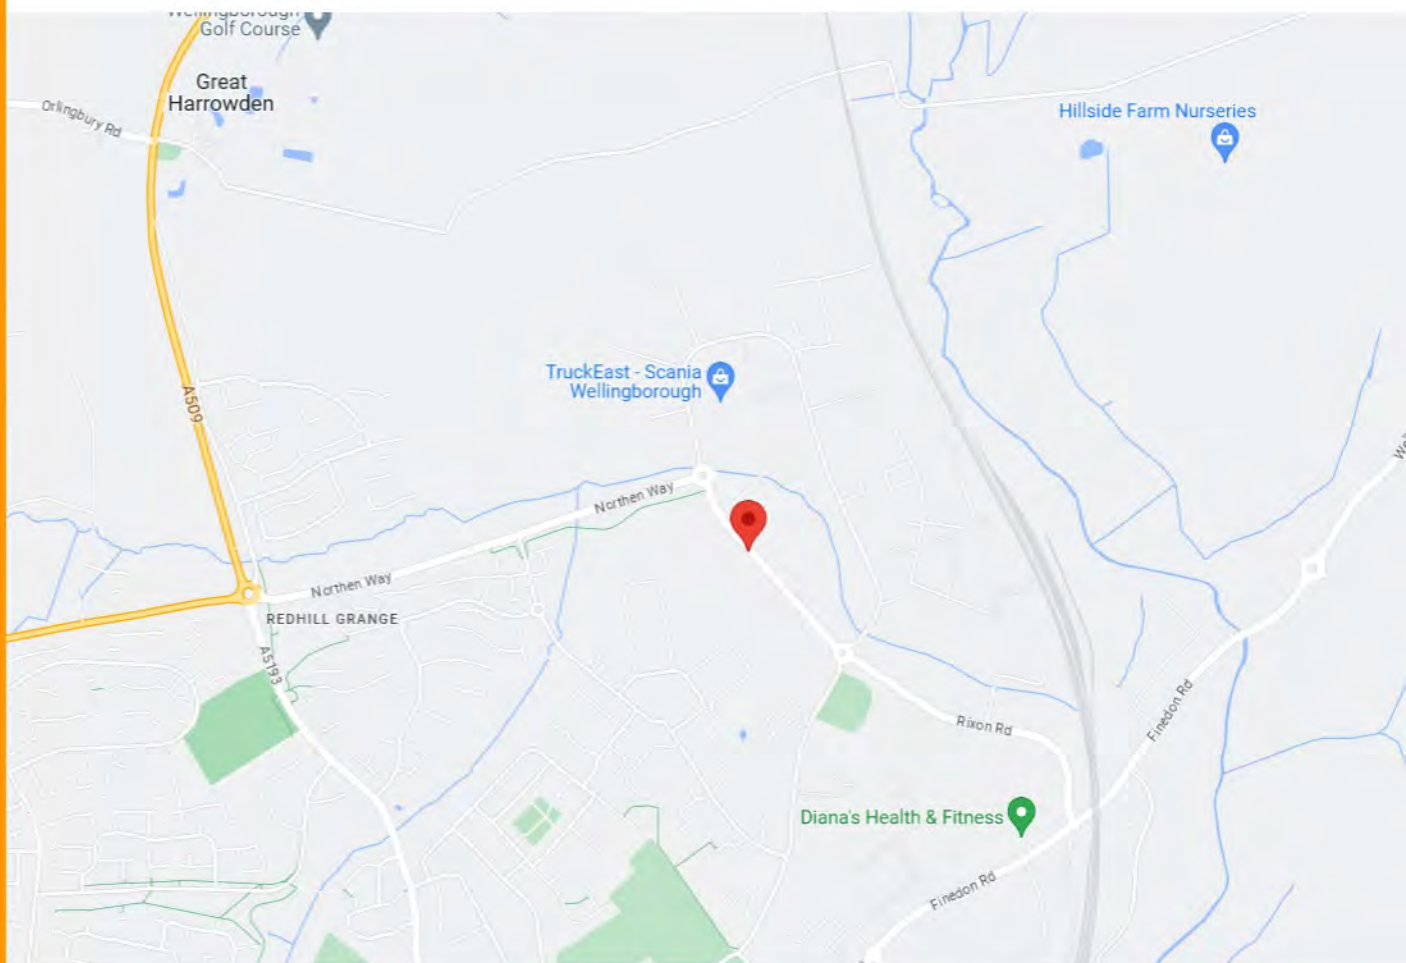 Wellingborough
Golf Course
Great
Harrowden
Orlingbury Rd
Hillside Farm Nurseries
TruckEast - Scania
Wellingborough
A509
Northen Way
Northen Way
REDHILL GRANGE
A5193
Rixon Rd
Finedon Rd
Diana's Health & Fitness
Finedon Rd